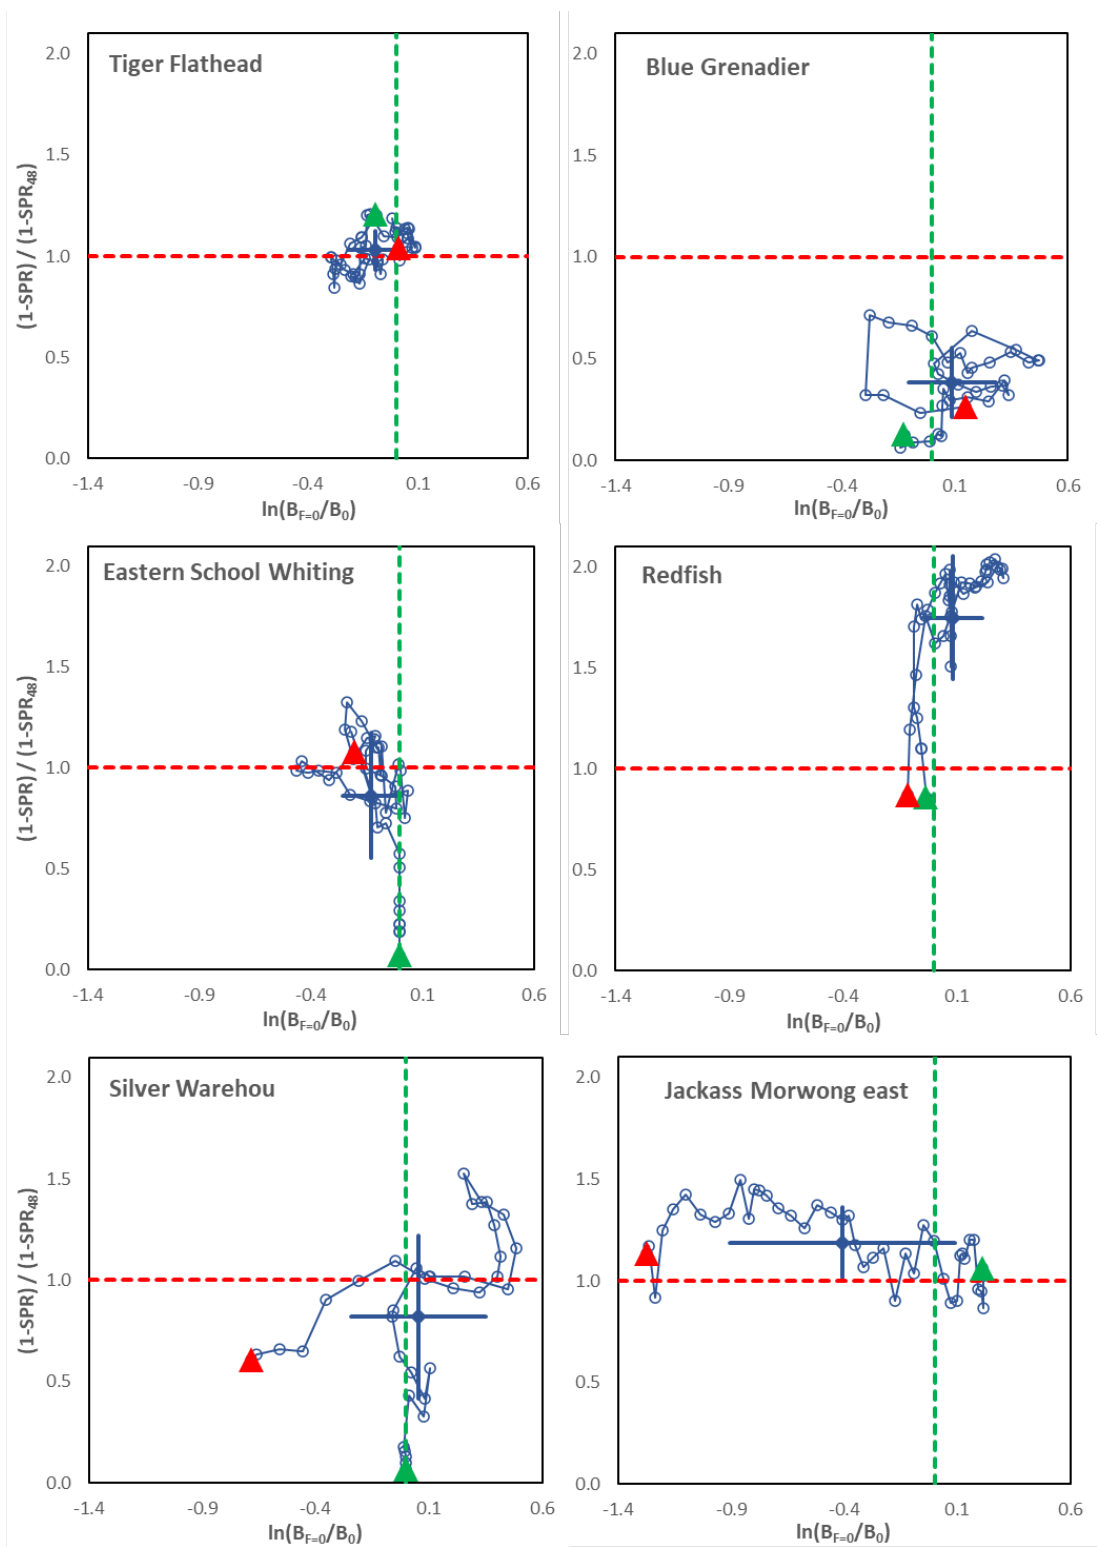 Tiger Flathead
(1-SPR) / (1-SPR48)
2.0
1.5
1.0
0.5
0.0
-1.4 -0.9 -0.4 0.1 0.6
ln(BF=0/B0)
Blue Grenadier
2.0
1.5
1.0
0.5
0.0
-1.4 -0.9 -0.4 0.1 0.6
ln(BF=0/B0)
Eastern School Whiting
(1-SPR) / (1-SPR48)
2.0
1.5
1.0
0.5
0.0
-1.4 -0.9 -0.4 0.1 0.6
ln(BF=0/B0)
Redfish
2.0
1.5
1.0
0.5
0.0
-1.4 -0.9 -0.4 0.1 0.6
ln(BF=0/B0)
Silver Warehou
(1-SPR) / (1-SPR48)
2.0
1.5
1.0
0.5
0.0
-1.4 -0.9 -0.4 0.1 0.6
ln(BF=0/B0)
Jackass Morwong east
2.0
1.5
1.0
0.5
0.0
-1.4 -0.9 -0.4 0.1 0.6
ln(BF=0/B0)